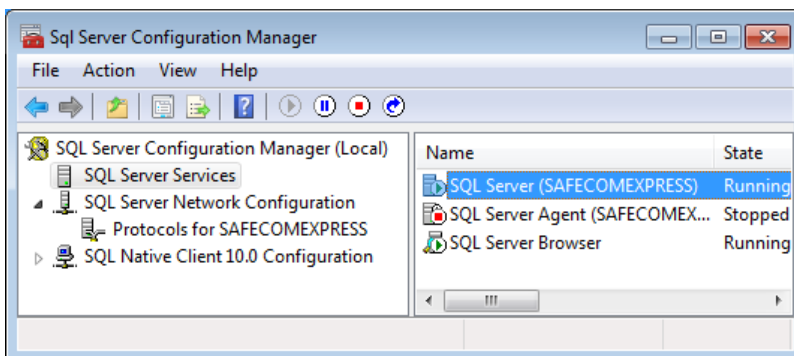 Sql Server Configuration Manager
File Action View Help
SQL Server Configuration Manager (Local)
SQL Server Services
SQL Server Network Configuration
Protocols for SAFECOMEXPRESS
SQL Native Client 10.0 Configuration
Name State
SQL Server (SAFECOMEXPRESS) Running
SQL Server Agent (SAFECOMEX... Stopped
SQL Server Browser Running